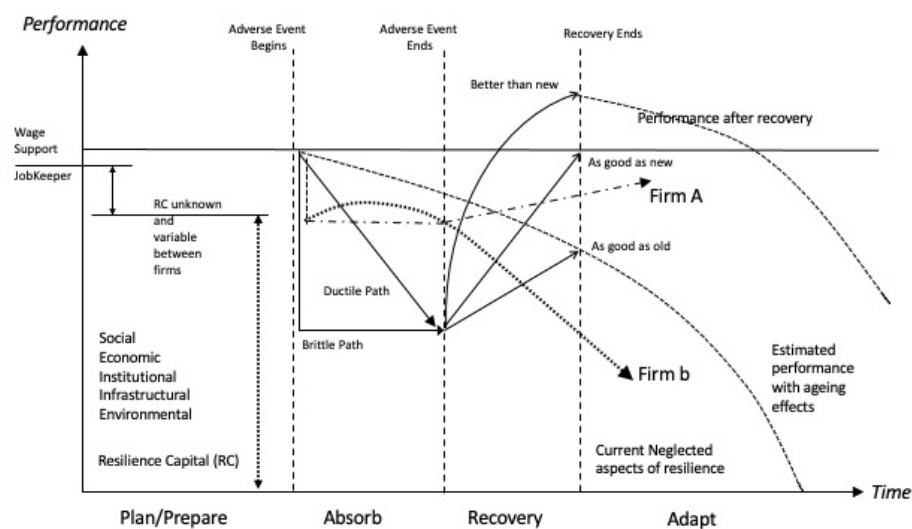 Performance
Adverse Event
Begins
Adverse Event
Ends
Recovery Ends
Better than new
Performance after recovery
Wage
Support
JobKeeper
As good as new
Firm A
RC unknown
and
variable
between
firms
As good as old
Ductile Path
Brittle Path
Firm b
Social
Economic
Institutional
Infrastructural
Environmental
Estimated
performance
with ageing
effects
Resilience Capital (RC)
Current Neglected
aspects of resilience
Time
Plan/Prepare
Absorb
Recovery
Adapt